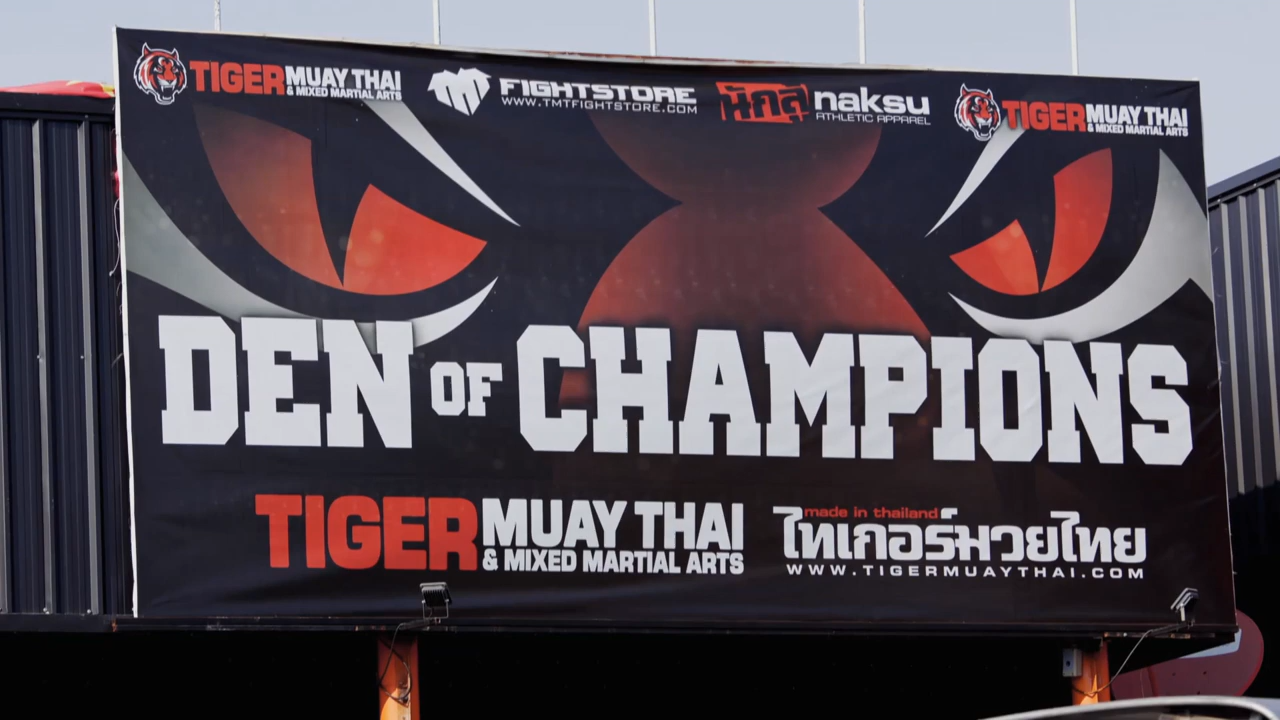 TIGER MUAY THAI
& MIXED MARTIAL ARTS
FIGHTSTORE
WWW.TMTFIGHTSTORE.COM
นักสู้
naksu
ATHLETIC APPAREL
TIGER MUAY THAI
& MIXED MARTIAL ARTS
DEN OF CHAMPIONS
TIGER MUAY THAI
& MIXED MARTIAL ARTS
made in thailand
ไทเกอร์มวยไทย
WWW.TIGERMUAYTHAI.COM